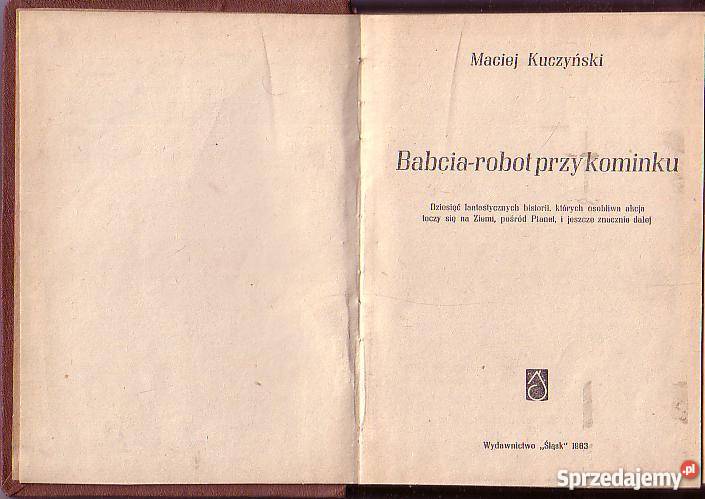 Maciej Kuczyński
Babcia-robot przy kominku
Dziesięć fantastycznych historii, których osobliwa akcja
toczy się na Ziemi, pośród Planet, i jeszcze znacznie dalej
Wydawnictwo „Śląsk" 1963
Sprzedajemy.pl